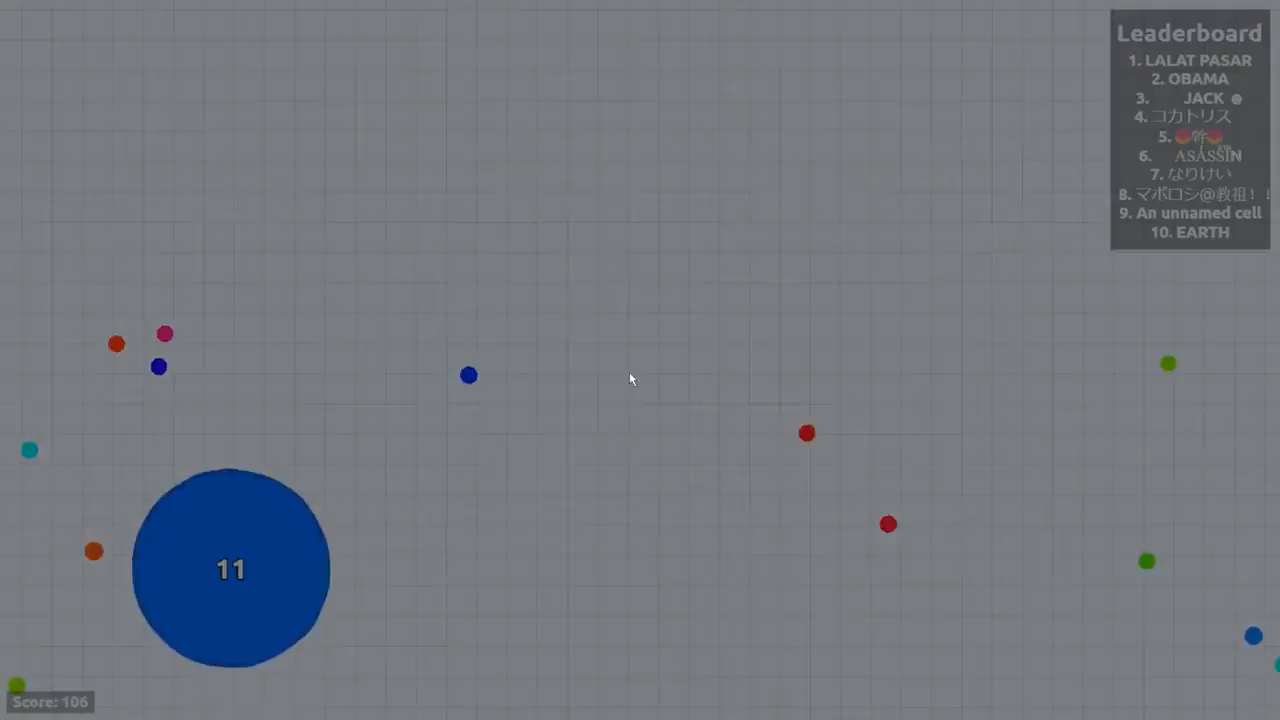 Leaderboard
1. LALAT PASAR
2. OBAMA
3. JACK
4. コカトリス
5. 幹
6. ASASSIN
7. なりけい
8. マボロシ@教祖！！
9. An unnamed cell
10. EARTH
11
Score: 106